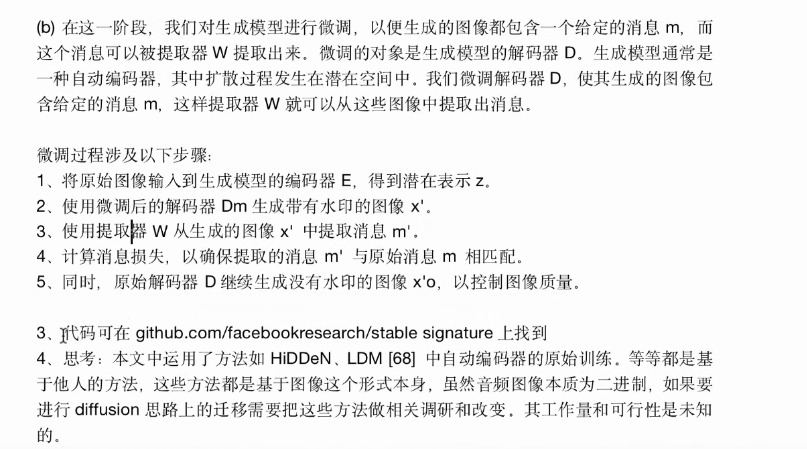 (b) 在这一阶段，我们对生成模型进行微调，以便生成的图像都包含一个给定的消息 m，而
这个消息可以被提取器 W 提取出来。微调的对象是生成模型的解码器 D。生成模型通常是
一种自动编码器，其中扩散过程发生在潜在空间中。我们微调解码器 D，使其生成的图像包
含给定的消息 m，这样提取器 W 就可以从这些图像中提取出消息。
微调过程涉及以下步骤:
1、将原始图像输入到生成模型的编码器 E，得到潜在表示 z。
2、使用微调后的解码器 Dm 生成带有水印的图像 x'。
3、使用提取器 W 从生成的图像 x' 中提取消息 m'。
4、计算消息损失，以确保提取的消息 m' 与原始消息 m 相匹配。
5、同时，原始解码器 D 继续生成没有水印的图像 x'o，以控制图像质量。
3、代码可在 github.com/facebookresearch/stable signature 上找到
4、思考：本文中运用了方法如 HiDDeN、LDM [68] 中自动编码器的原始训练。等等都是基
于他人的方法，这些方法都是基于图像这个形式本身，虽然音频图像本质为二进制，如果要
进行 diffusion 思路上的迁移需要把这些方法做相关调研和改变。其工作量和可行性是未知
的。